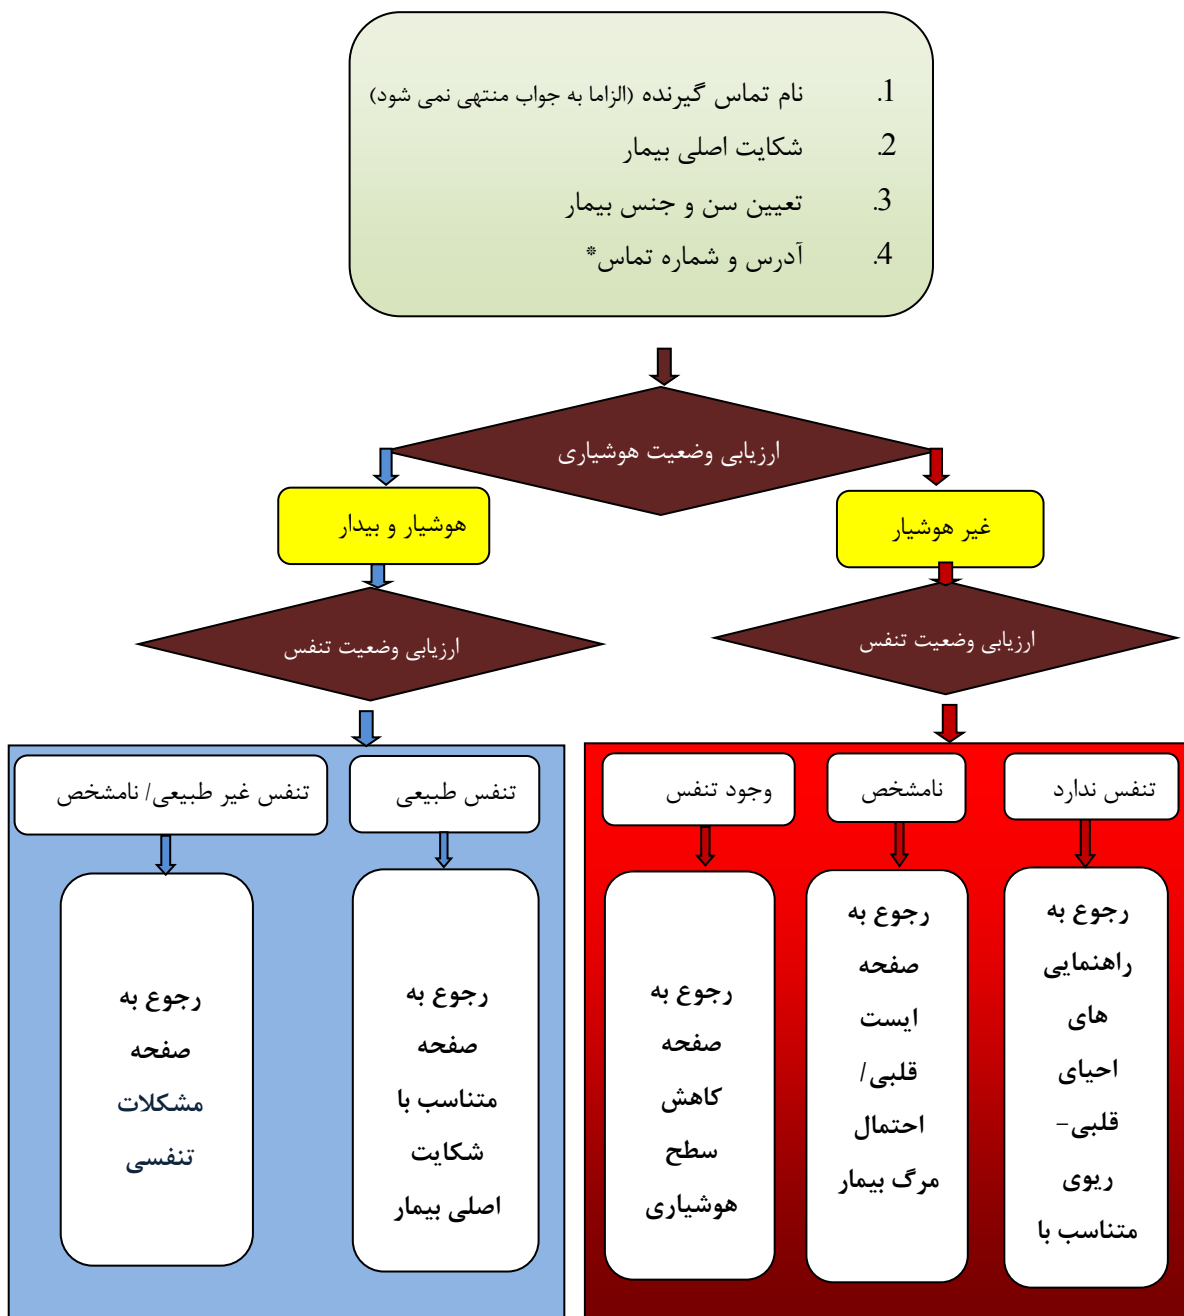 1. نام تماس گیرنده (الزاما به جواب منتهی نمی شود)
2. شکایت اصلی بیمار
3. تعیین سن و جنس بیمار
4. آدرس و شماره تماس*
ارزیابی وضعیت هوشیاری
غیر هوشیار
هوشیار و بیدار
ارزیابی وضعیت تنفس
ارزیابی وضعیت تنفس
تنفس ندارد
نامشخص
وجود تنفس
تنفس طبیعی
تنفس غیر طبیعی/ نامشخص
رجوع به
راهنمایی
های
احیای
قلبی-
ریوی
متناسب با
رجوع به
صفحه
ایست
قلبی/
احتمال
مرگ بیمار
رجوع به
صفحه
کاهش
سطح
هوشیاری
رجوع به
صفحه
متناسب با
شکایت
اصلی بیمار
رجوع به
صفحه
مشکلات
تنفسی